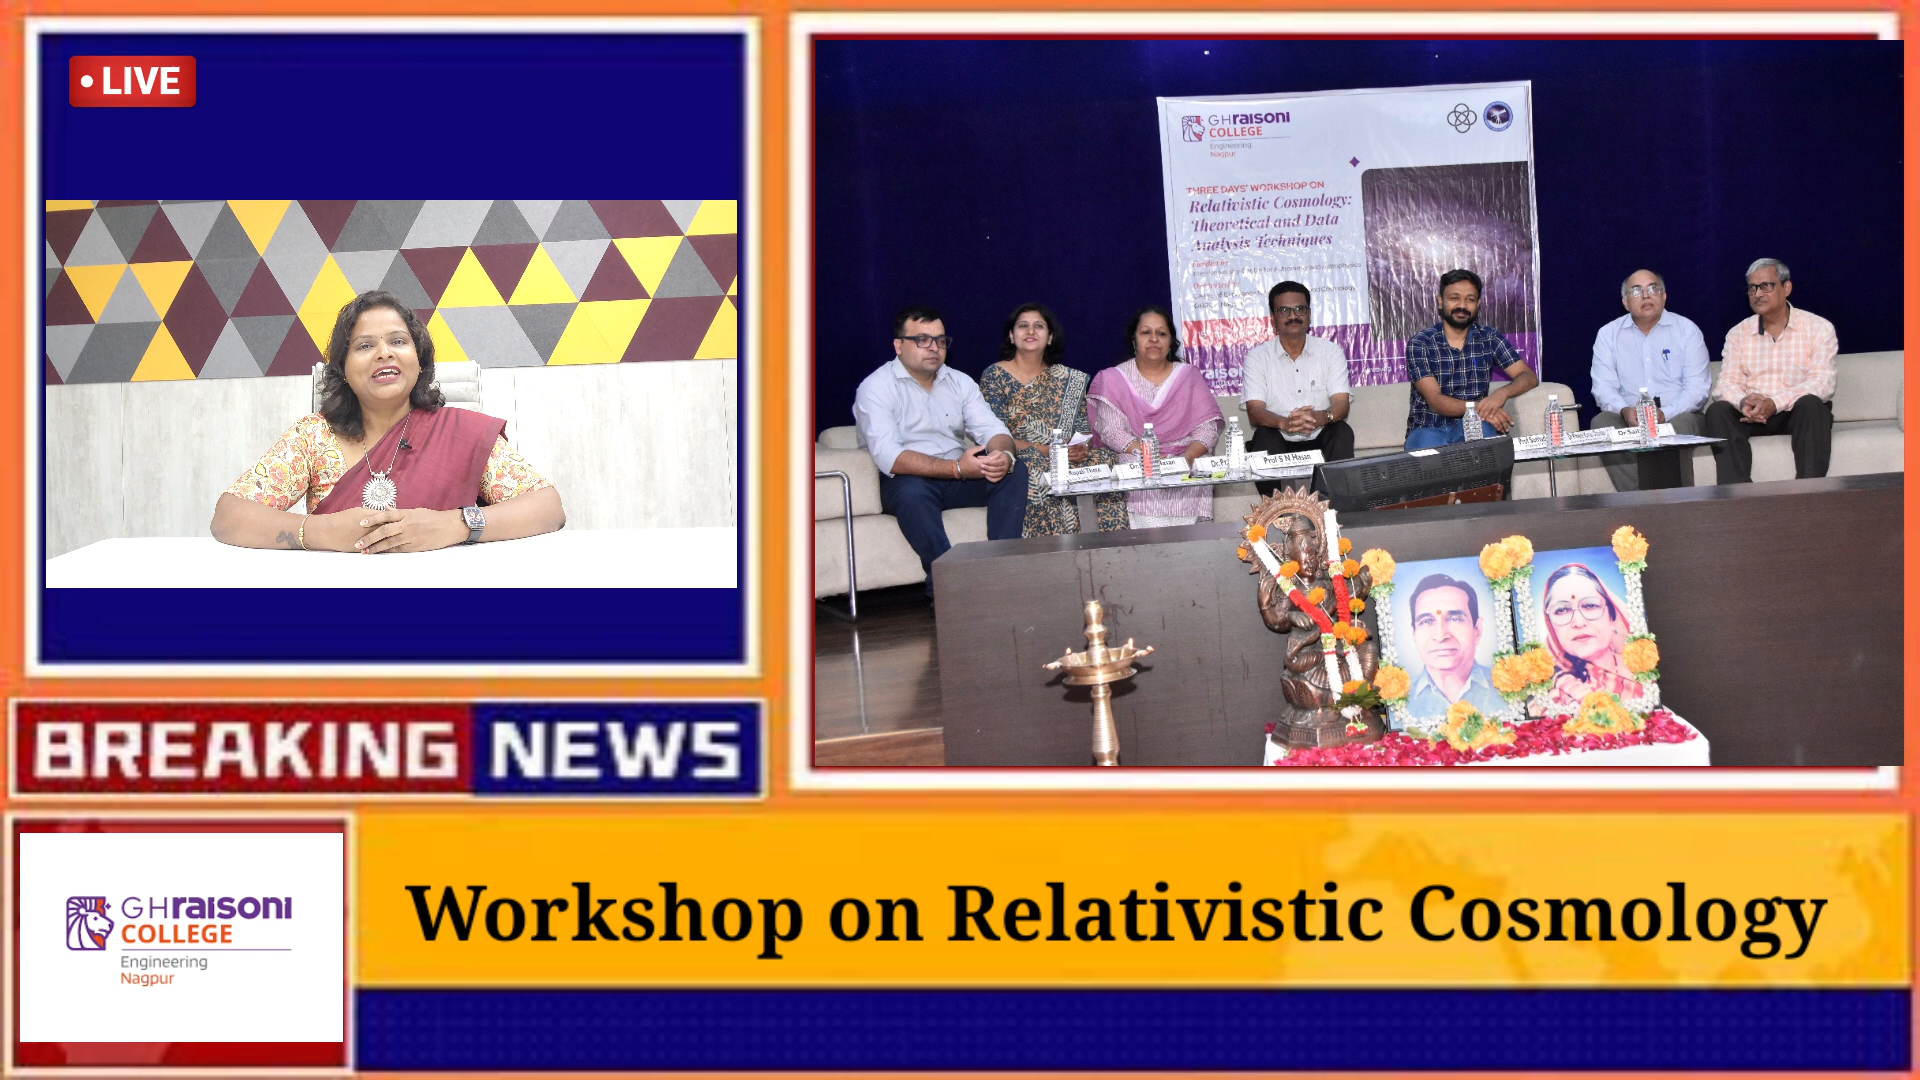 • LIVE
GHraisoni
COLLEGE
Engineering
Nagpur
THREE DAYS' WORKSHOP ON
Relativistic Cosmology:
Theoretical and Data
Analysis Techniques
Prof S N Hasan
BREAKING NEWS
GHraisoni
COLLEGE
Engineering
Nagpur
Workshop on Relativistic Cosmology